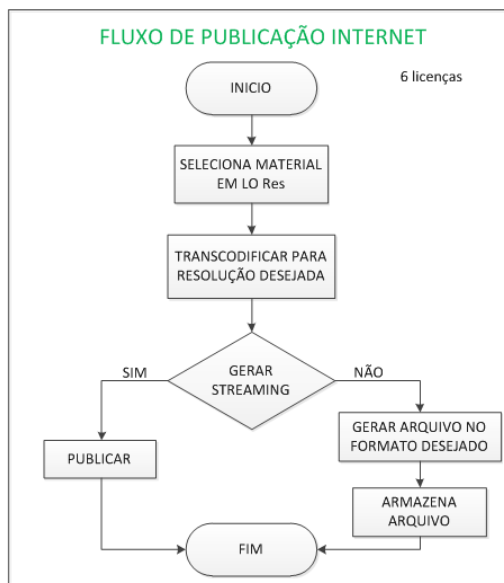 FLUXO DE PUBLICAÇÃO INTERNET
6 licenças
INICIO
SELECIONA MATERIAL
EM LO Res
TRANSCODIFICAR PARA
RESOLUÇÃO DESEJADA
GERAR
STREAMING
SIM
NÃO
PUBLICAR
GERAR ARQUIVO NO
FORMATO DESEJADO
ARMAZENA
ARQUIVO
FIM